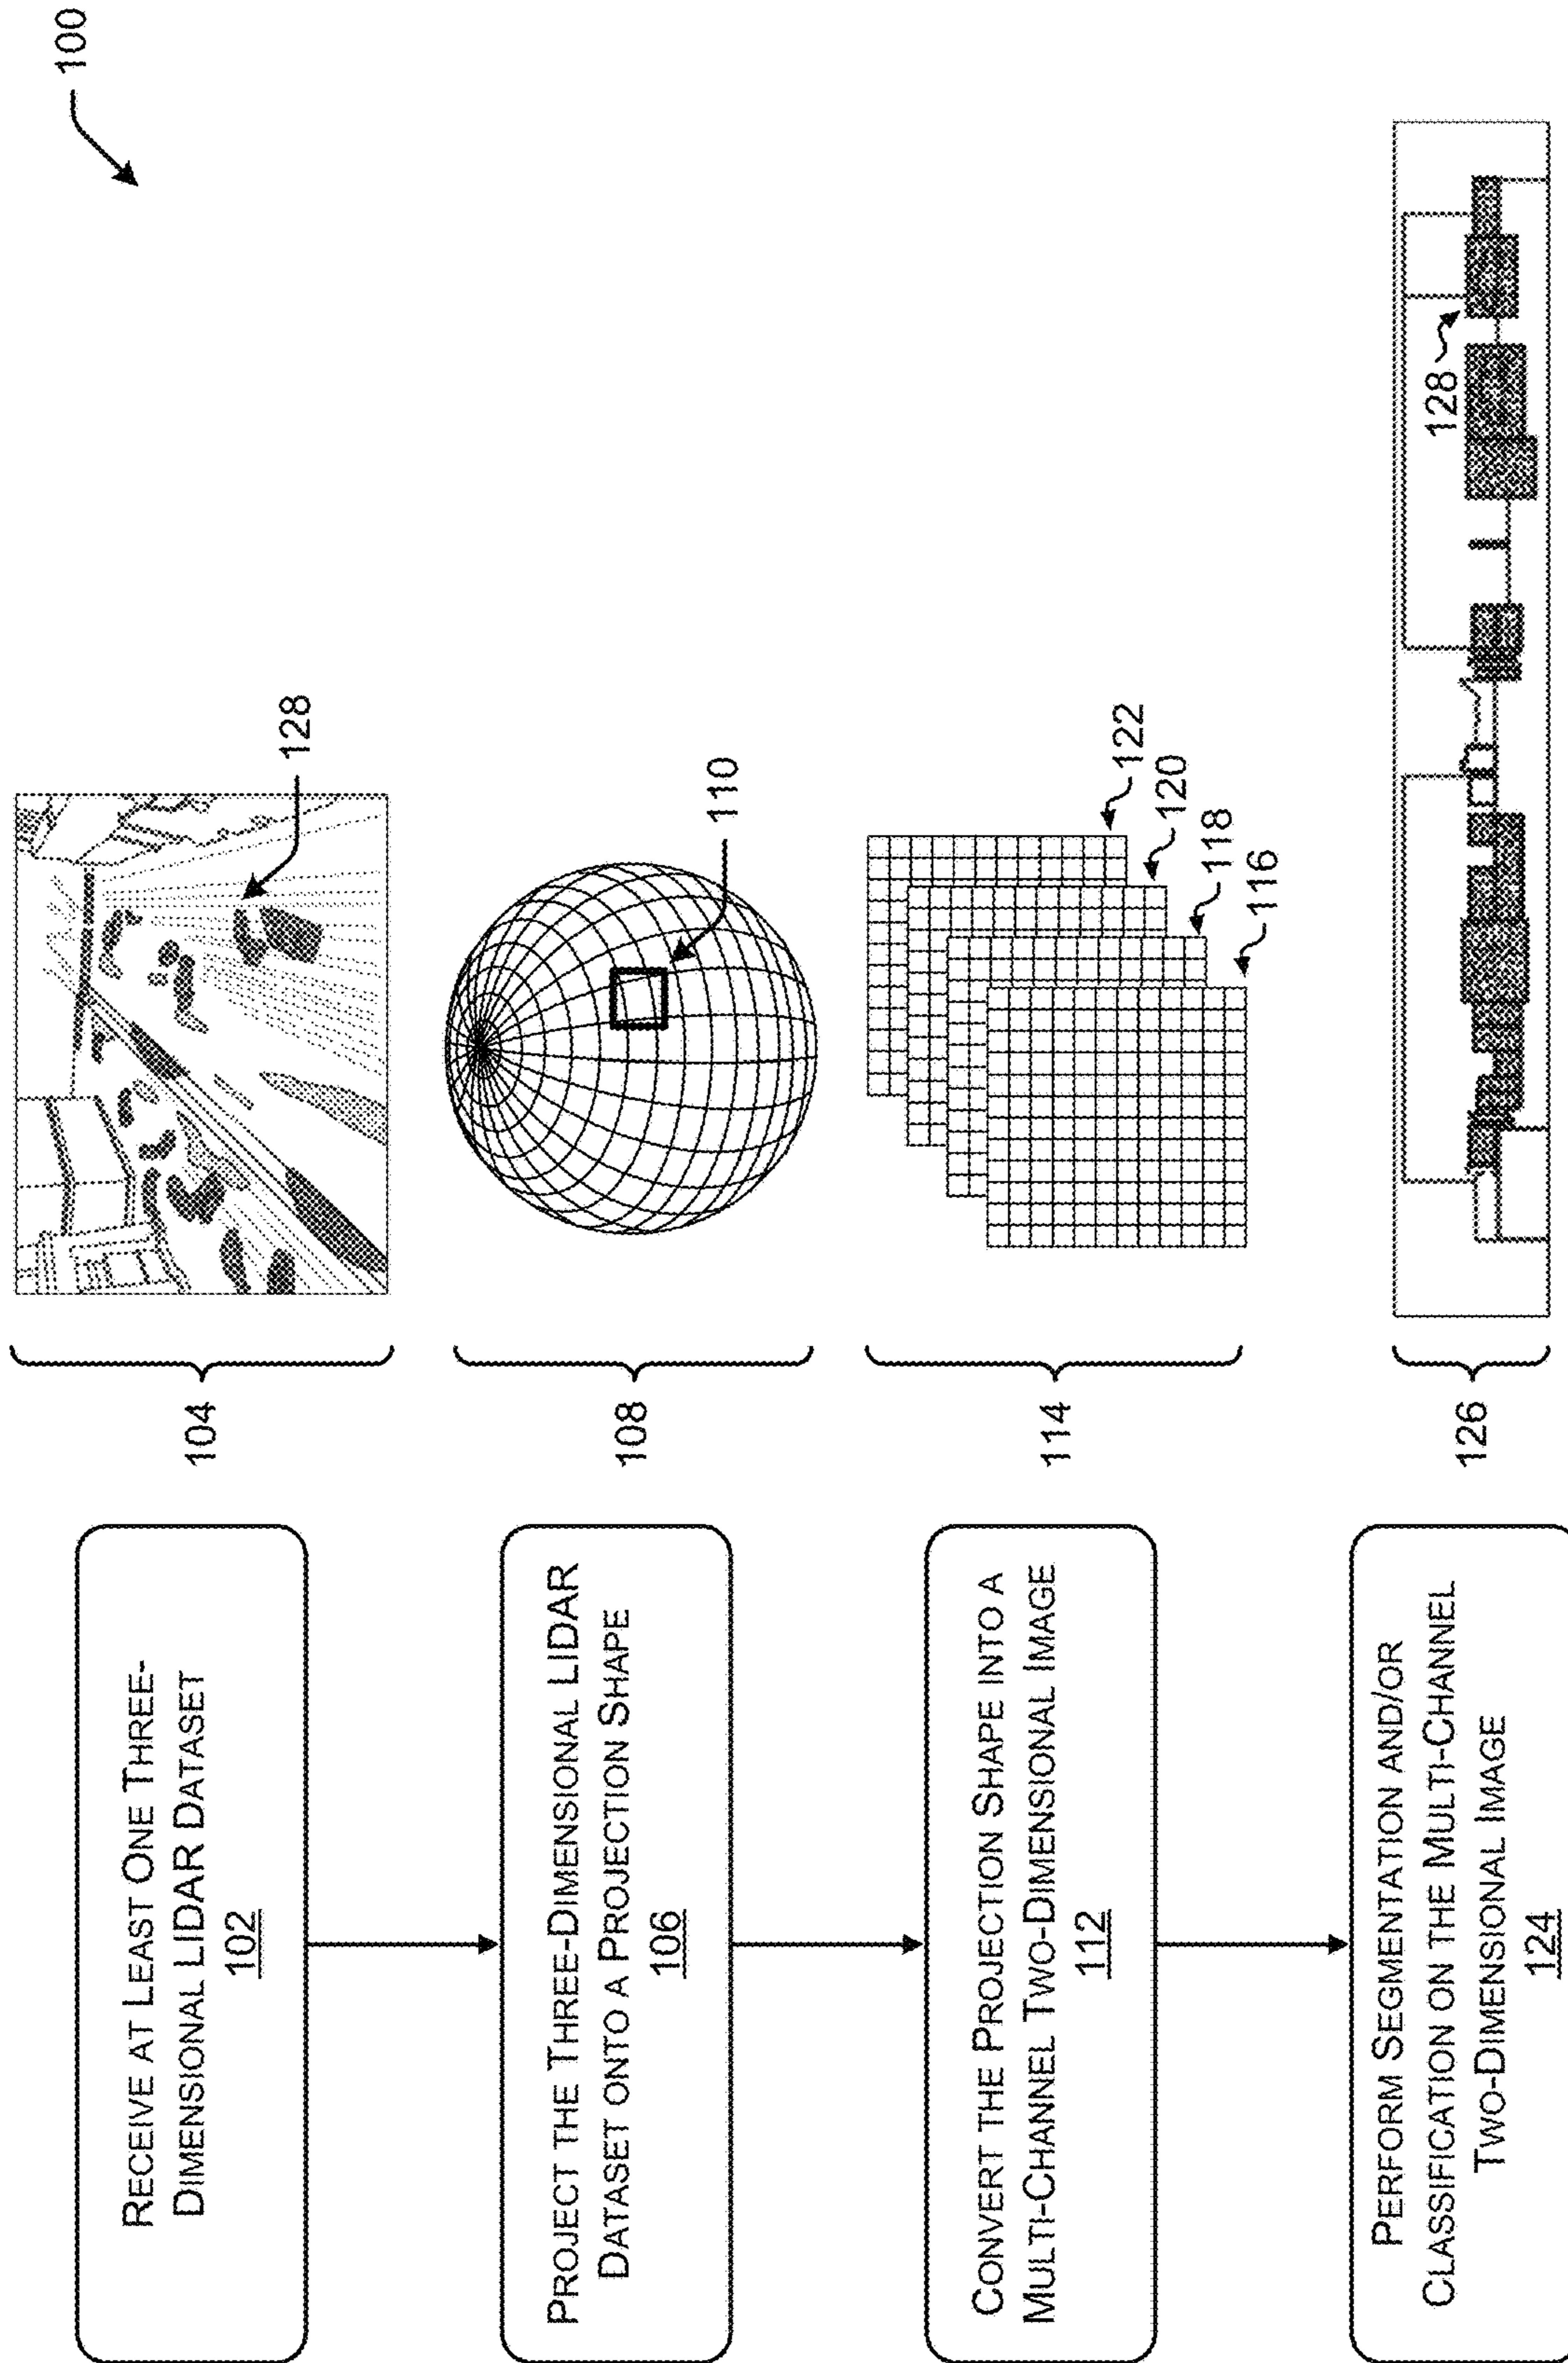 100
RECEIVE AT LEAST ONE THREE-
DIMENSIONAL LIDAR DATASET
102
104
128
PROJECT THE THREE-DIMENSIONAL LIDAR
DATASET ONTO A PROJECTION SHAPE
106
108
110
CONVERT THE PROJECTION SHAPE INTO A
MULTI-CHANNEL TWO-DIMENSIONAL IMAGE
112
114
122
120
118
116
PERFORM SEGMENTATION AND/OR
CLASSIFICATION ON THE MULTI-CHANNEL
TWO-DIMENSIONAL IMAGE
124
126
128